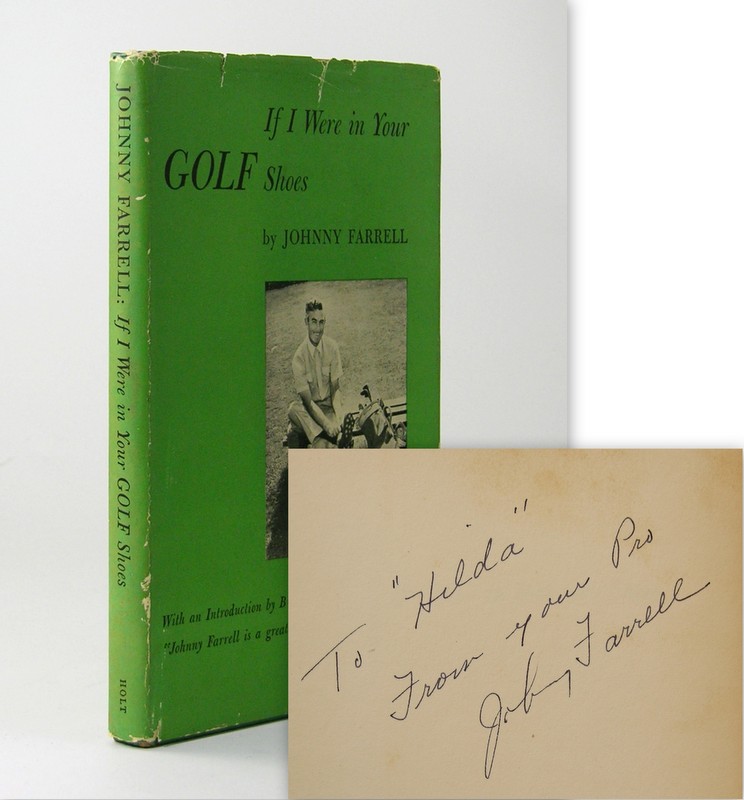 JOHNNY FARRELL: If I Were in Your GOLF Shoes
HOLT
If I Were in Your
GOLF Shoes
by JOHNNY FARRELL
With an Introduction by B
"Johnny Farrell is a great
To "Hilda"
From your Pro
Johnny Farrell